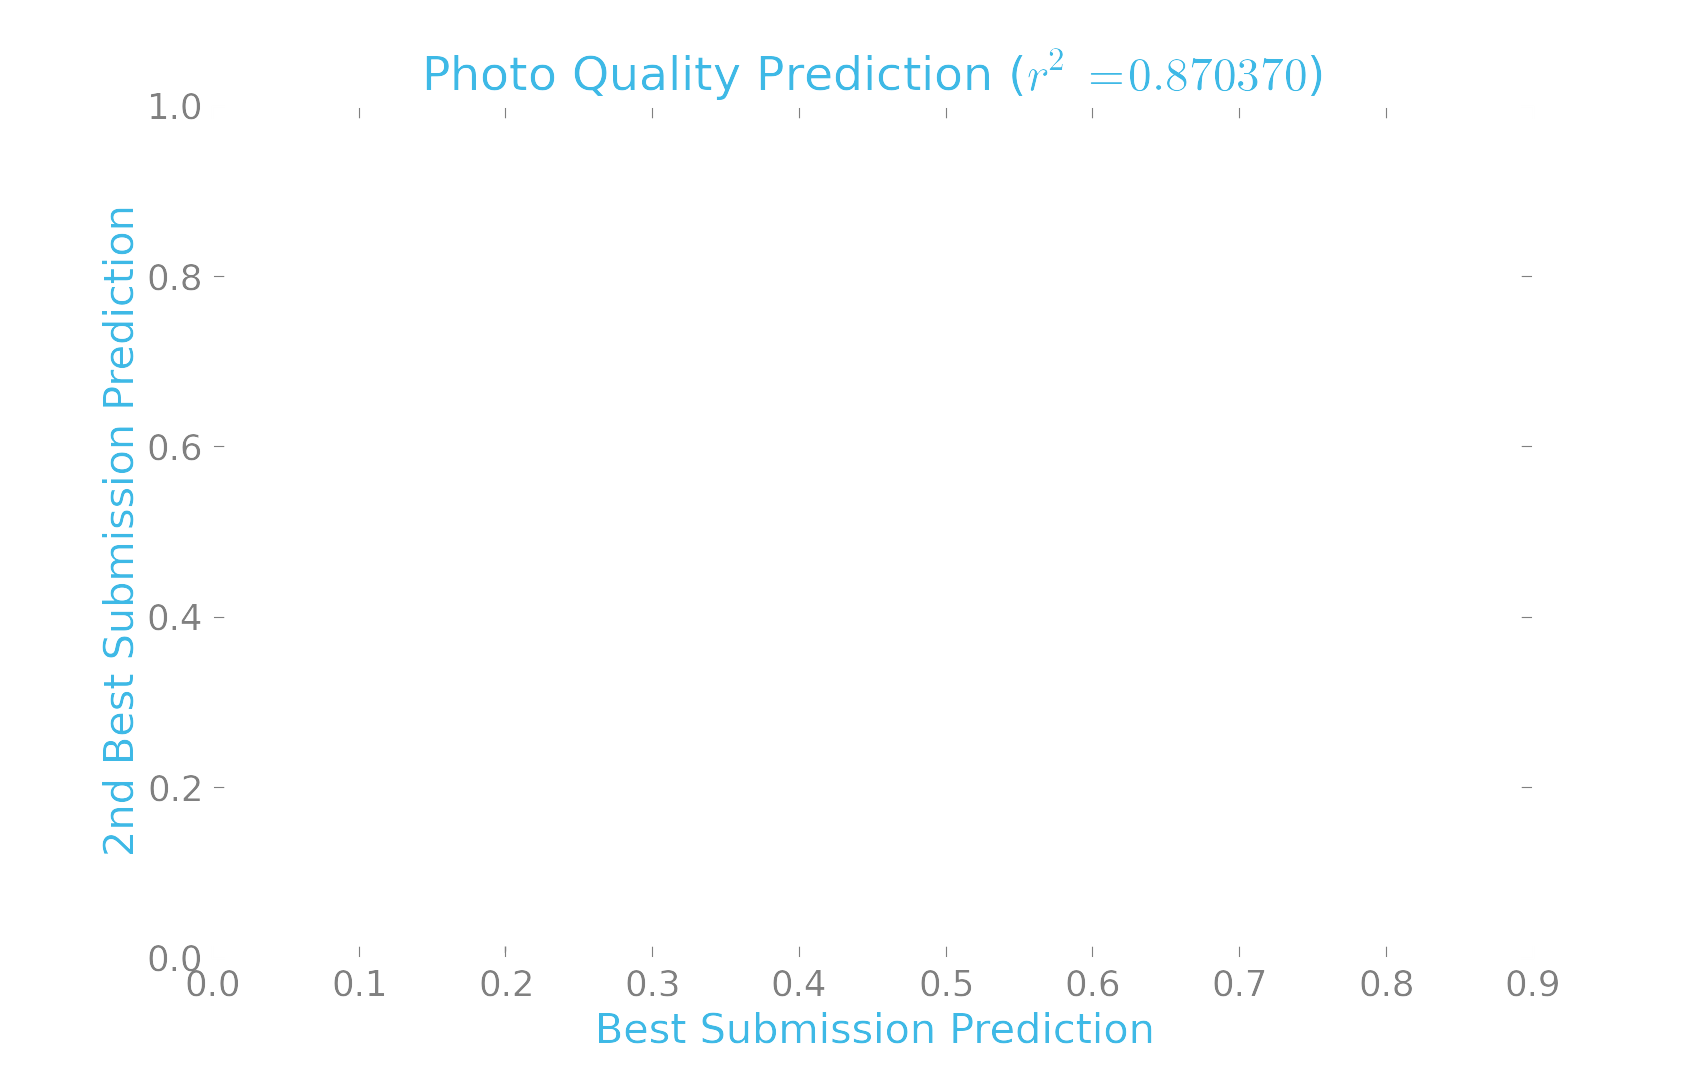 Photo Quality Prediction (r² =0.870370)
1.0
0.8
0.6
0.4
0.2
0.0
2nd Best Submission Prediction
0.0 0.1 0.2 0.3 0.4 0.5 0.6 0.7 0.8 0.9
Best Submission Prediction